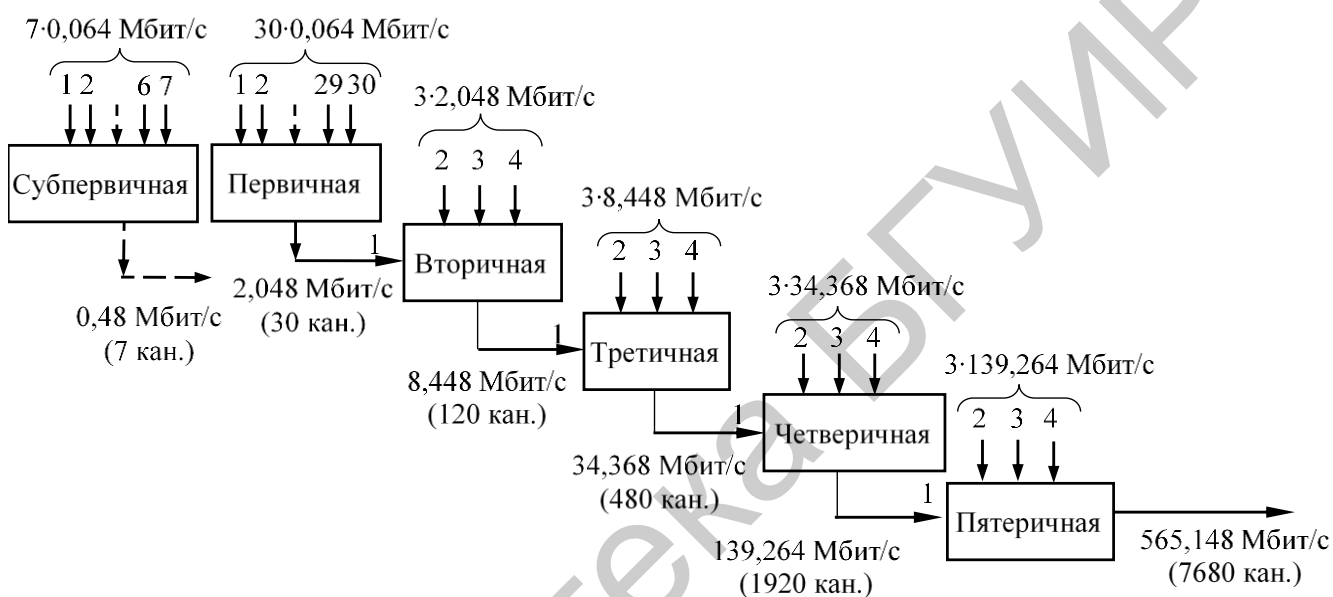 7·0,064 Мбит/с
30·0,064 Мбит/с
1 2 6 7
1 2 29 30
3·2,048 Мбит/с
2 3 4
Субпервичная
Первичная
3·8,448 Мбит/с
1
2 3 4
Вторичная
2,048 Мбит/с
(30 кан.)
3·34,368 Мбит/с
0,48 Мбит/с
(7 кан.)
1
2 3 4
Третичная
3·139,264 Мбит/с
8,448 Мбит/с
(120 кан.)
1
2 3 4
Четверичная
34,368 Мбит/с
(480 кан.)
1
Пятеричная
139,264 Мбит/с
(1920 кан.)
565,148 Мбит/с
(7680 кан.)
БГУИР